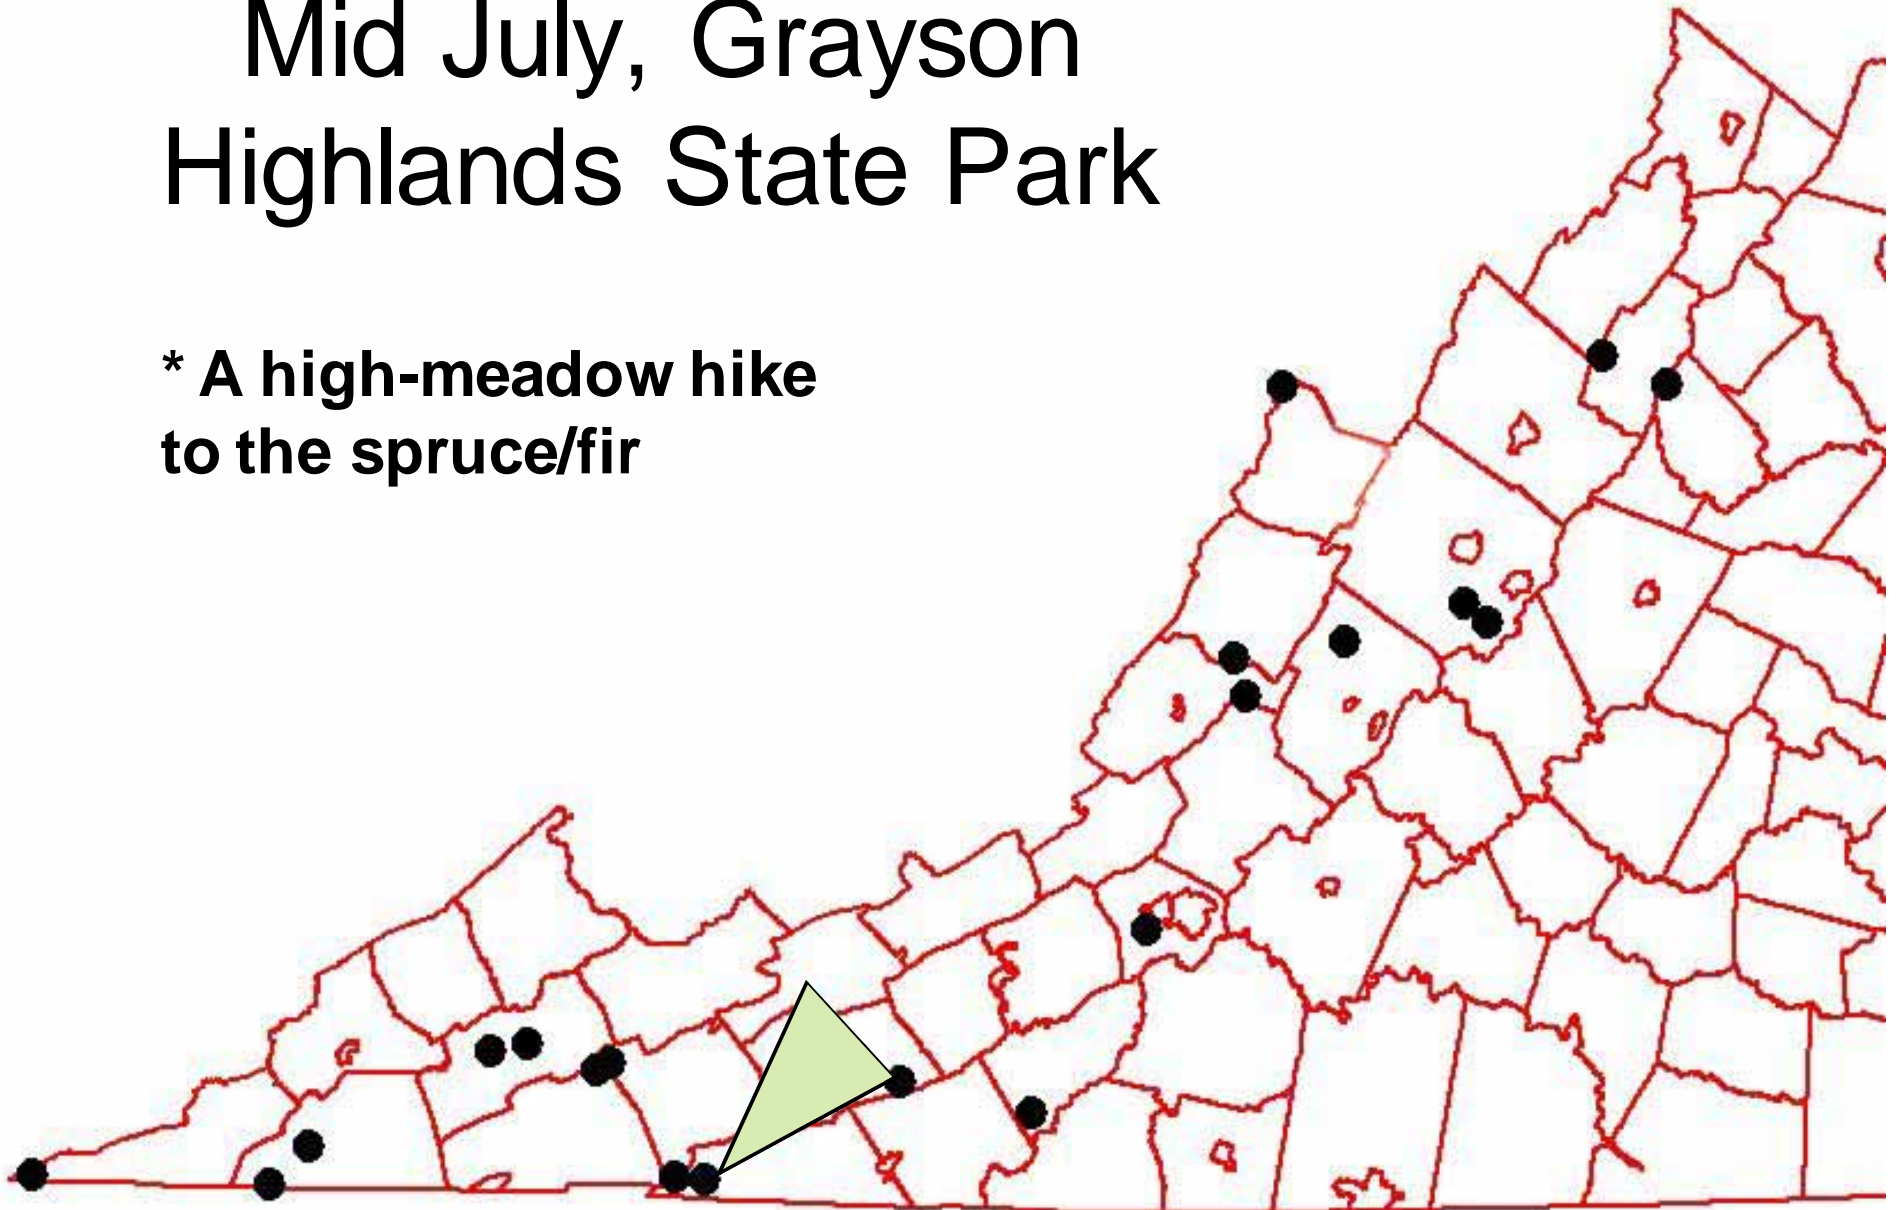 Mid July, Grayson
Highlands State Park
* A high-meadow hike
to the spruce/fir